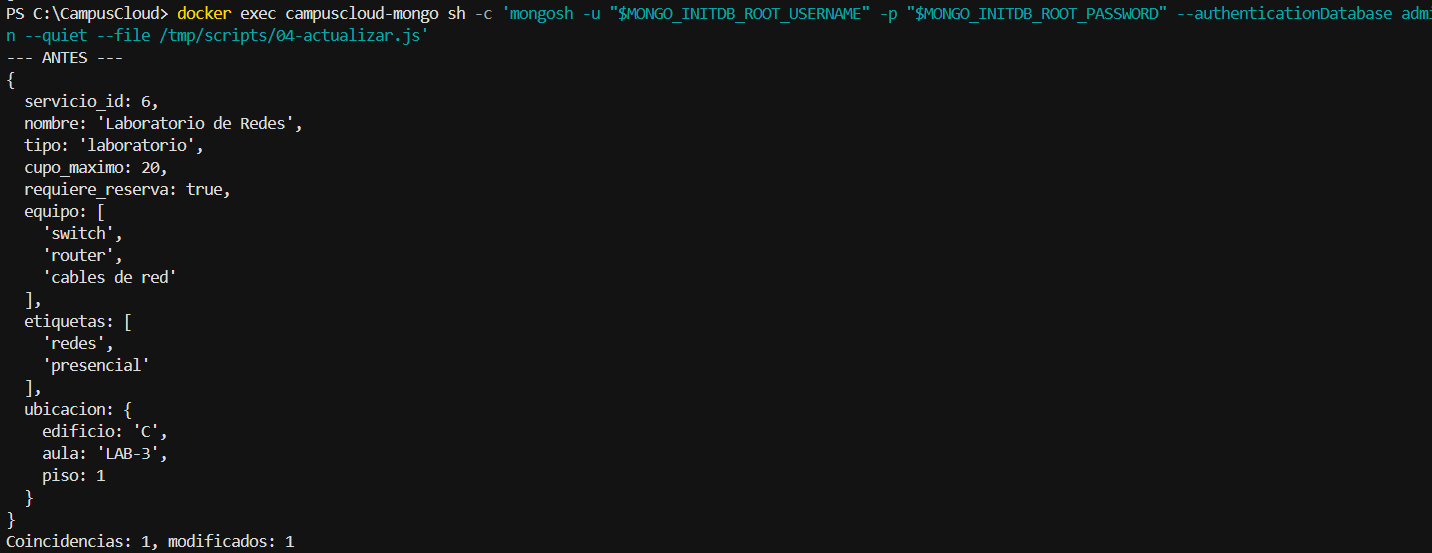 PS C:\CampusCloud> docker exec campuscloud-mongo sh -c 'mongosh -u "$MONGO_INITDB_ROOT_USERNAME" -p "$MONGO_INITDB_ROOT_PASSWORD" --authenticationDatabase admi
n --quiet --file /tmp/scripts/04-actualizar.js'
--- ANTES ---
{
  servicio_id: 6,
  nombre: 'Laboratorio de Redes',
  tipo: 'laboratorio',
  cupo_maximo: 20,
  requiere_reserva: true,
  equipo: [
    'switch',
    'router',
    'cables de red'
  ],
  etiquetas: [
    'redes',
    'presencial'
  ],
  ubicacion: {
    edificio: 'C',
    aula: 'LAB-3',
    piso: 1
  }
}
Coincidencias: 1, modificados: 1